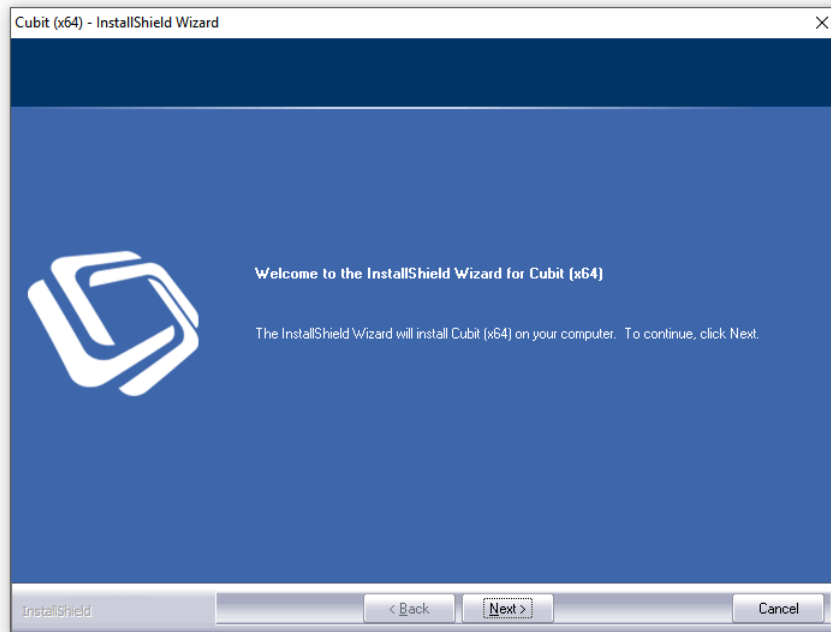 Cubit (x64) - InstallShield Wizard
Welcome to the InstallShield Wizard for Cubit (x64)
The InstallShield Wizard will install Cubit (x64) on your computer. To continue, click Next.
InstallShield
< Back
Next >
Cancel